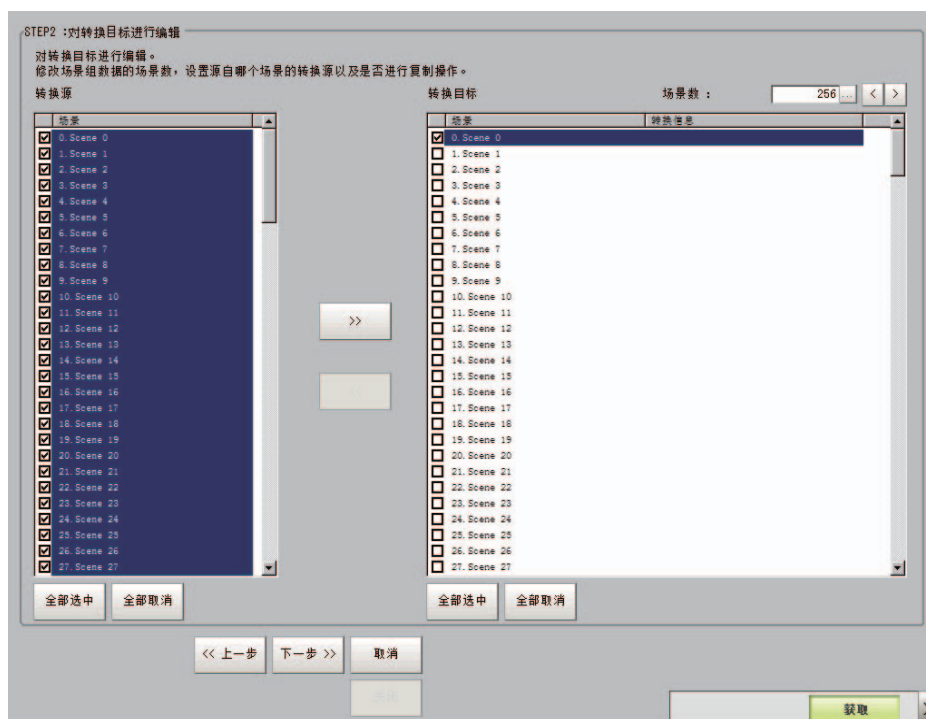 STEP2 :对转换目标进行编辑
对转换目标进行编辑。
修改场景组数据的场景数，设置源自哪个场景的转换源以及是否进行复制操作。
转换源
转换目标
场景数 :
256
...
<
>
场景
0.Scene 0
1.Scene 1
2.Scene 2
3.Scene 3
4.Scene 4
5.Scene 5
6.Scene 6
7.Scene 7
8.Scene 8
9.Scene 9
10.Scene 10
11.Scene 11
12.Scene 12
13.Scene 13
14.Scene 14
15.Scene 15
16.Scene 16
17.Scene 17
18.Scene 18
19.Scene 19
20.Scene 20
21.Scene 21
22.Scene 22
23.Scene 23
24.Scene 24
25.Scene 25
26.Scene 26
27.Scene 27
全部选中
全部取消
>>
场景
转换信息
0.Scene 0
1.Scene 1
2.Scene 2
3.Scene 3
4.Scene 4
5.Scene 5
6.Scene 6
7.Scene 7
8.Scene 8
9.Scene 9
10.Scene 10
11.Scene 11
12.Scene 12
13.Scene 13
14.Scene 14
15.Scene 15
16.Scene 16
17.Scene 17
18.Scene 18
19.Scene 19
20.Scene 20
21.Scene 21
22.Scene 22
23.Scene 23
24.Scene 24
25.Scene 25
26.Scene 26
27.Scene 27
全部选中
全部取消
<< 上一步
下一步 >>
取消
获取